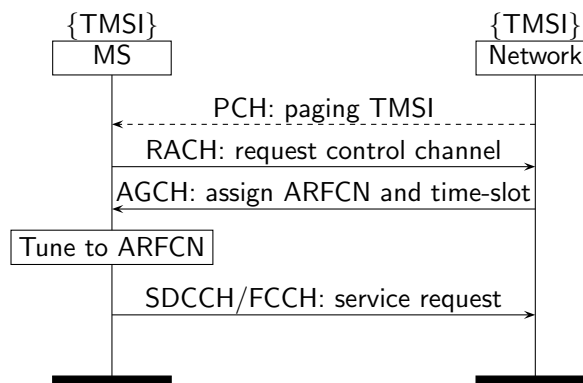 {TMSI} {TMSI}
MS Network
PCH: paging TMSI
RACH: request control channel
AGCH: assign ARFCN and time-slot
Tune to ARFCN
SDCCH/FCCH: service request